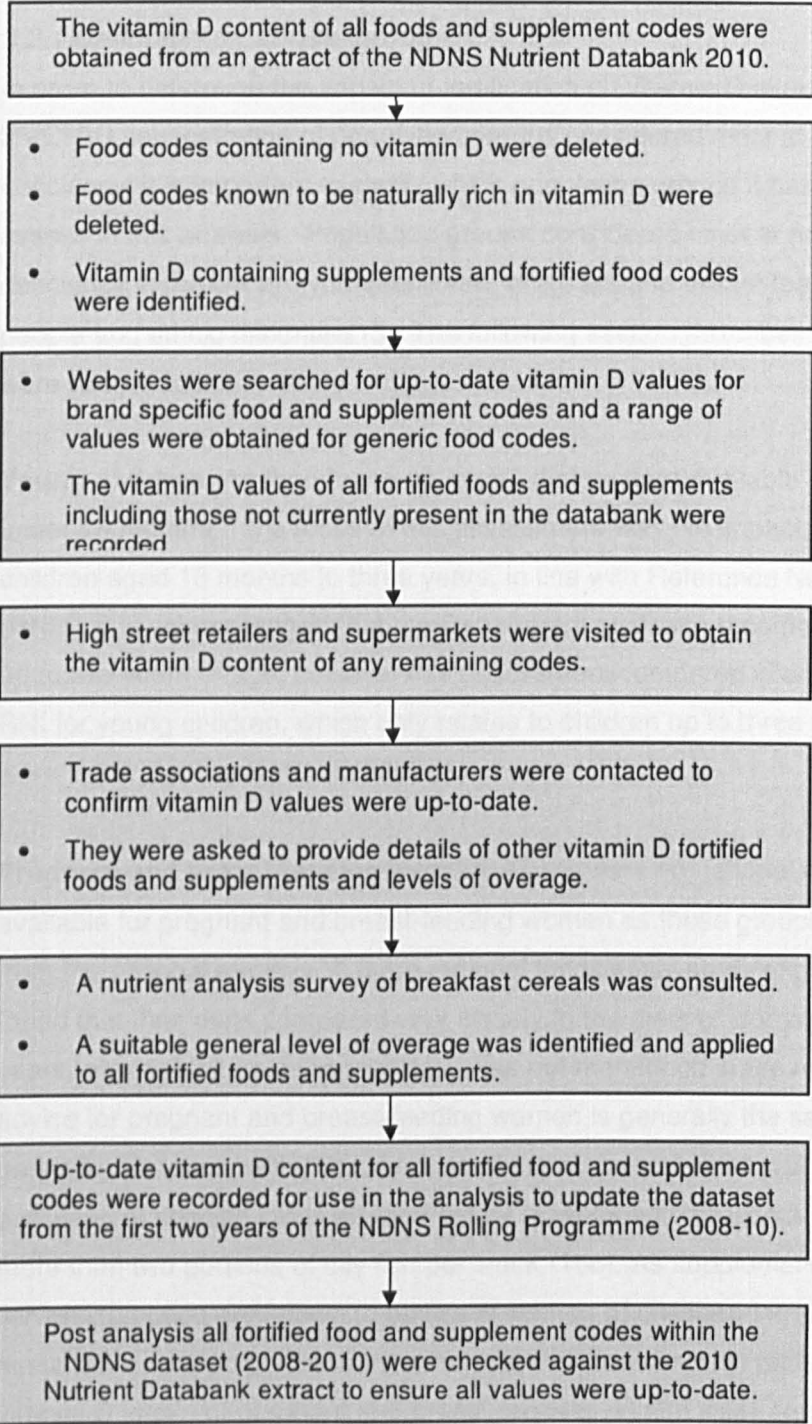 The vitamin D content of all foods and supplement codes were
obtained from an extract of the NDNS Nutrient Databank 2010.
• Food codes containing no vitamin D were deleted.
• Food codes known to be naturally rich in vitamin D were
deleted.
• Vitamin D containing supplements and fortified food codes
were identified.
• Websites were searched for up-to-date vitamin D values for
brand specific food and supplement codes and a range of
values were obtained for generic food codes.
• The vitamin D values of all fortified foods and supplements
including those not currently present in the databank were
recorded
• High street retailers and supermarkets were visited to obtain
the vitamin D content of any remaining codes.
• Trade associations and manufacturers were contacted to
confirm vitamin D values were up-to-date.
• They were asked to provide details of other vitamin D fortified
foods and supplements and levels of overage.
• A nutrient analysis survey of breakfast cereals was consulted.
• A suitable general level of overage was identified and applied
to all fortified foods and supplements.
Up-to-date vitamin D content for all fortified food and supplement
codes were recorded for use in the analysis to update the dataset
from the first two years of the NDNS Rolling Programme (2008-10).
Post analysis all fortified food and supplement codes within the
NDNS dataset (2008-2010) were checked against the 2010
Nutrient Databank extract to ensure all values were up-to-date.